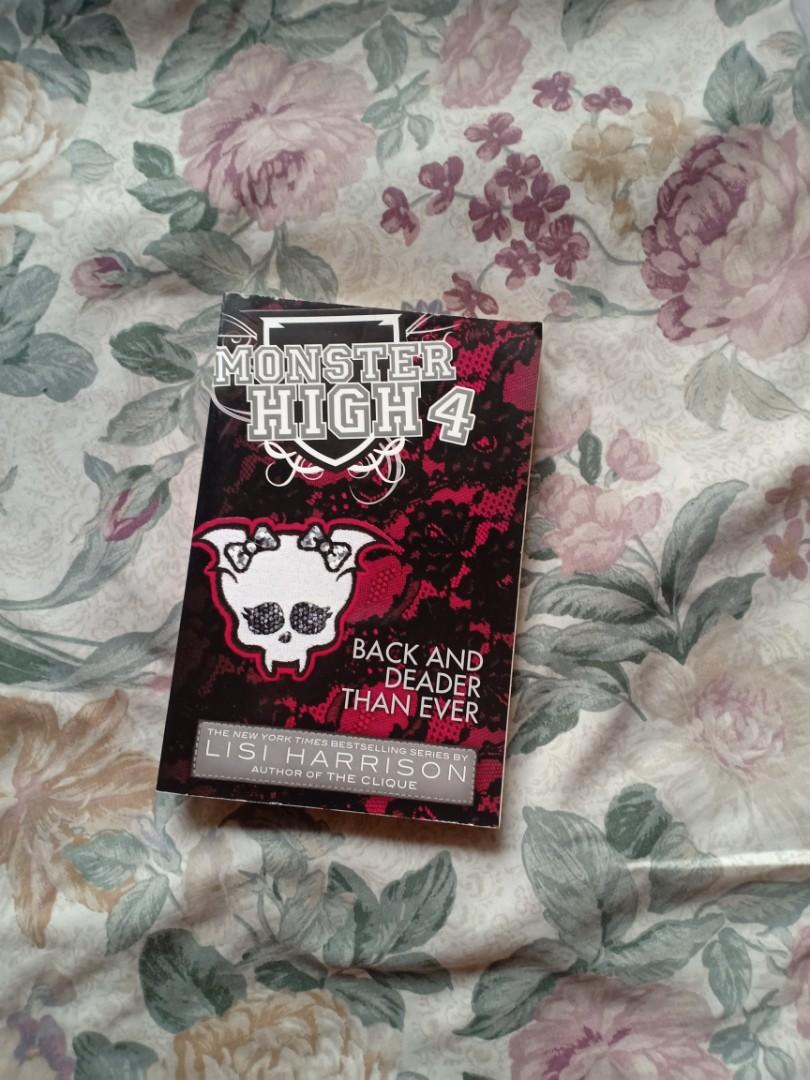 MONSTER
HIGH 4
BACK AND
DEADER
THAN EVER
THE NEW YORK TIMES BESTSELLING SERIES BY
LISI HARRISON
AUTHOR OF THE CLIQUE